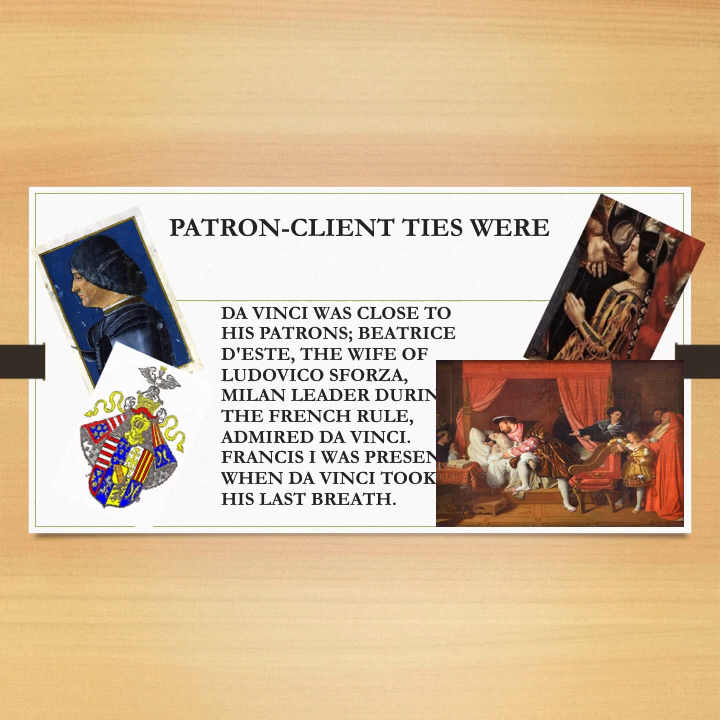 PATRON-CLIENT TIES WERE
DA VINCI WAS CLOSE TO
HIS PATRONS; BEATRICE
D'ESTE, THE WIFE OF
LUDOVICO SFORZA,
MILAN LEADER DURIN
THE FRENCH RULE,
ADMIRED DA VINCI.
FRANCIS I WAS PRESEN
WHEN DA VINCI TOOK
HIS LAST BREATH.